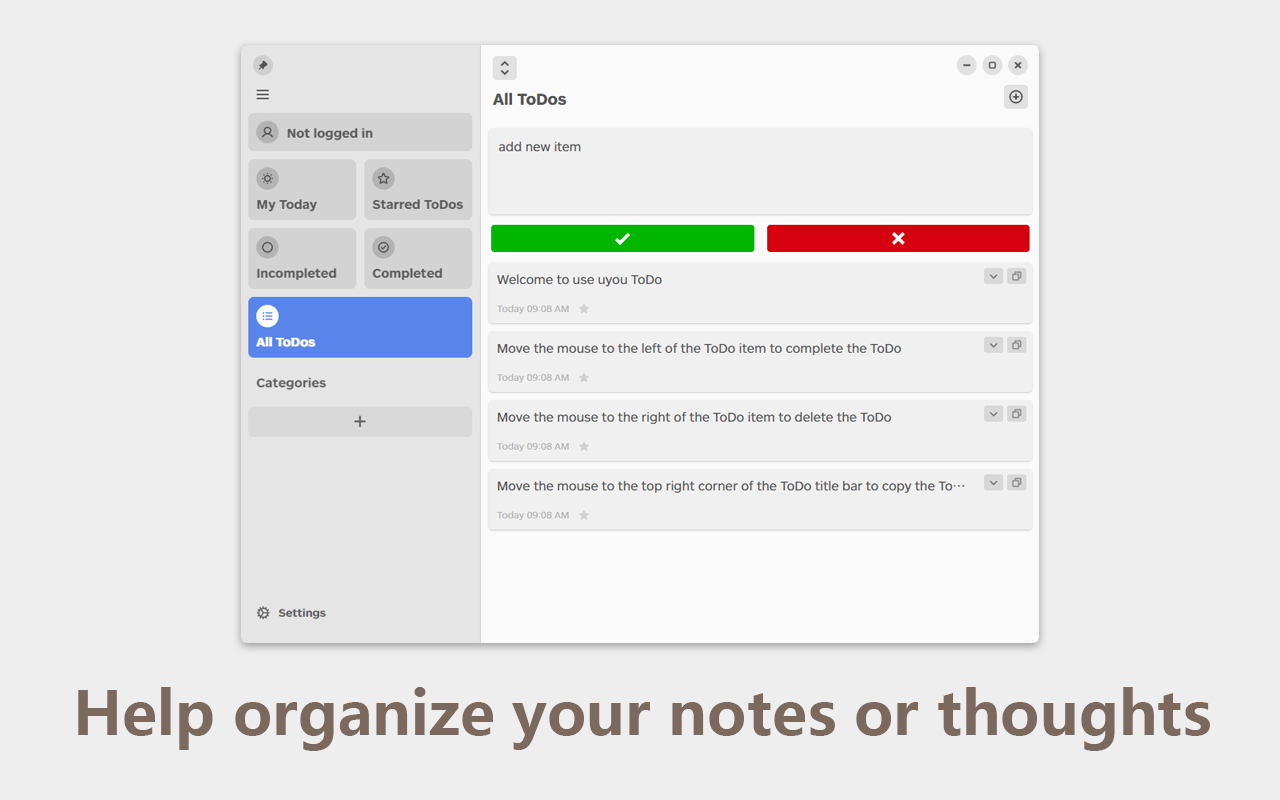 Not logged in
My Today
Starred ToDos
Incompleted
Completed
All ToDos
Categories
Settings
All ToDos
add new item
Welcome to use uyou ToDo
Today 09:08 AM
Move the mouse to the left of the ToDo item to complete the ToDo
Today 09:08 AM
Move the mouse to the right of the ToDo item to delete the ToDo
Today 09:08 AM
Move the mouse to the top right corner of the ToDo title bar to copy the To···
Today 09:08 AM
Help organize your notes or thoughts